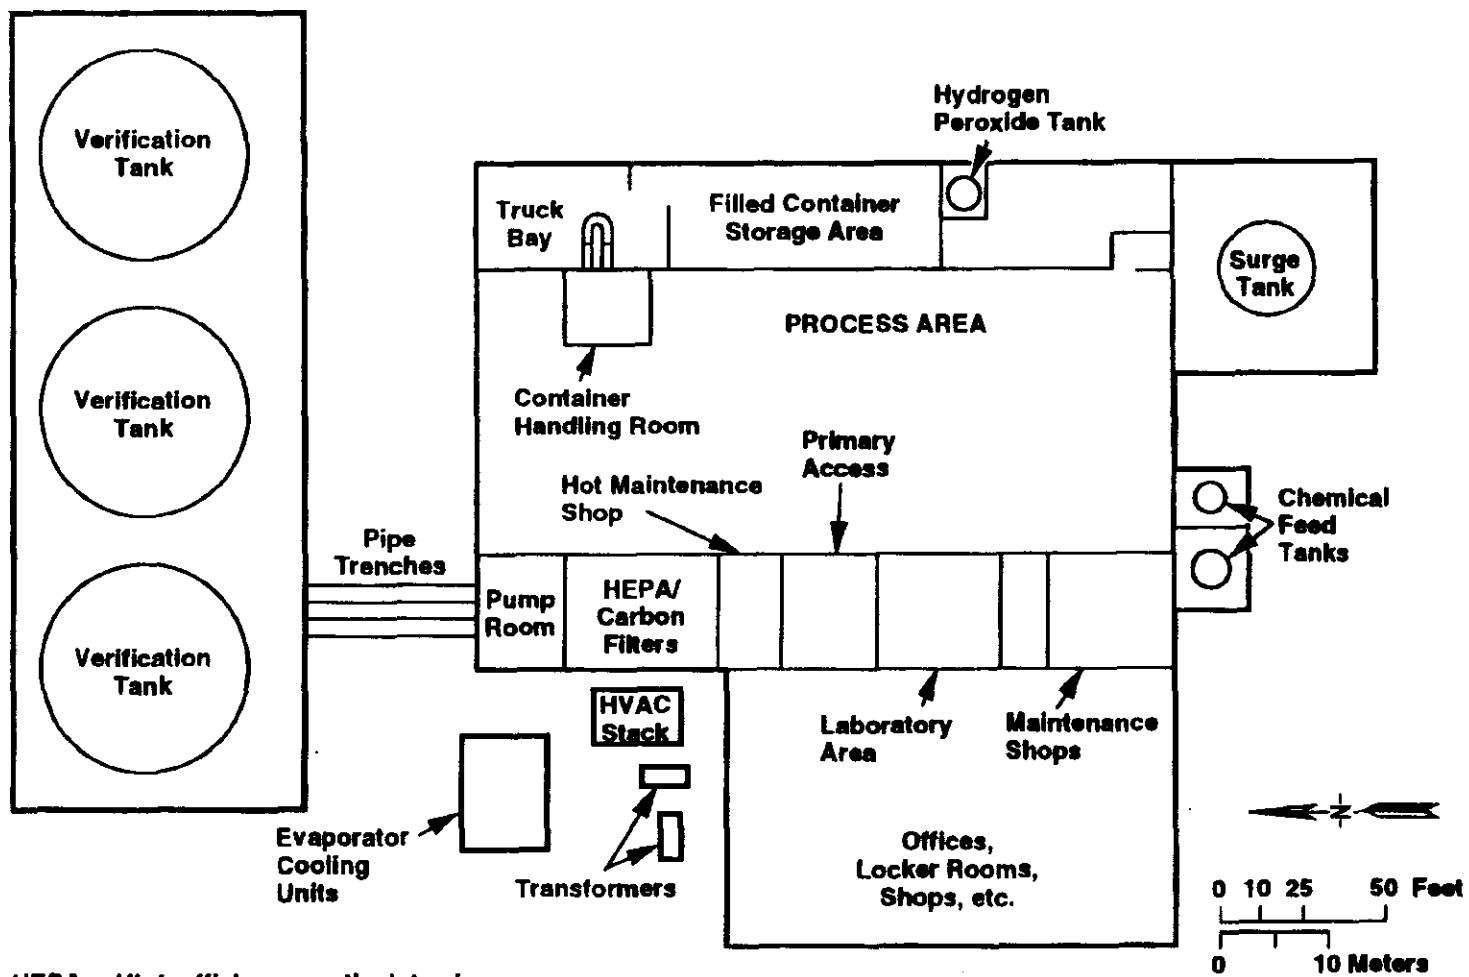 Hydrogen
Peroxide Tank
Verification
Tank
Truck
Bay
Filled Container
Storage Area
Surge
Tank
PROCESS AREA
Verification
Tank
Container
Handling Room
Primary
Access
Hot Maintenance
Shop
Chemical
Feed
Tanks
Pipe
Trenches
Pump
Room
HEPA/
Carbon
Filters
Verification
Tank
HVAC
Stack
Laboratory
Area
Maintenance
Shops
Evaporator
Cooling
Units
Transformers
Offices,
Locker Rooms,
Shops, etc.
N
0 10 25 50 Feet
0 10 Meters